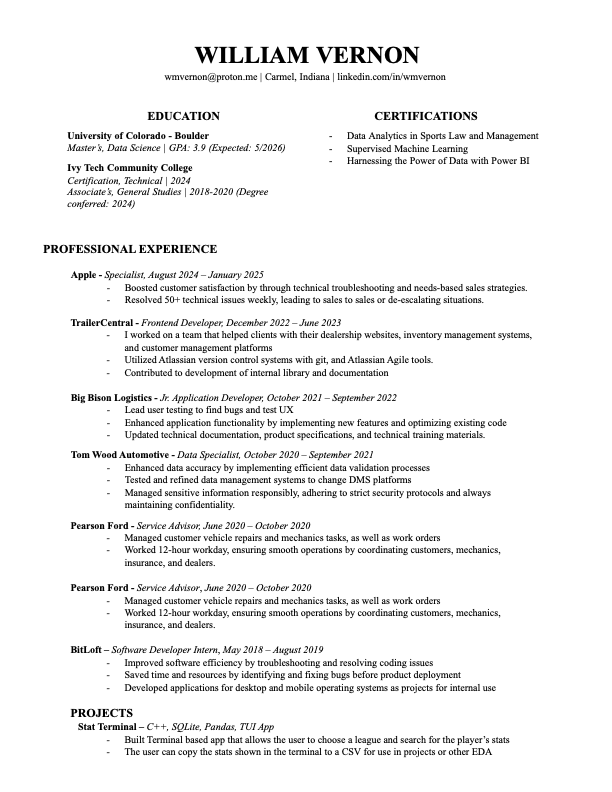 WILLIAM VERNON
wmvernon@proton.me | Carmel, Indiana | linkedin.com/in/wmvernon
EDUCATION
University of Colorado - Boulder
Master's, Data Science | GPA: 3.9 (Expected: 5/2026)
Ivy Tech Community College
Certification, Technical | 2024
Associate's, General Studies | 2018-2020 (Degree
conferred: 2024)
CERTIFICATIONS
- Data Analytics in Sports Law and Management
- Supervised Machine Learning
- Harnessing the Power of Data with Power BI
PROFESSIONAL EXPERIENCE
Apple - Specialist, August 2024 – January 2025
- Boosted customer satisfaction by through technical troubleshooting and needs-based sales strategies.
- Resolved 50+ technical issues weekly, leading to sales to sales or de-escalating situations.
TrailerCentral - Frontend Developer, December 2022 – June 2023
- I worked on a team that helped clients with their dealership websites, inventory management systems,
and customer management platforms
- Utilized Atlassian version control systems with git, and Atlassian Agile tools.
- Contributed to development of internal library and documentation
Big Bison Logistics - Jr. Application Developer, October 2021 – September 2022
- Lead user testing to find bugs and test UX
- Enhanced application functionality by implementing new features and optimizing existing code
- Updated technical documentation, product specifications, and technical training materials.
Tom Wood Automotive - Data Specialist, October 2020 – September 2021
- Enhanced data accuracy by implementing efficient data validation processes
- Tested and refined data management systems to change DMS platforms
- Managed sensitive information responsibly, adhering to strict security protocols and always
maintaining confidentiality.
Pearson Ford - Service Advisor, June 2020 – October 2020
- Managed customer vehicle repairs and mechanics tasks, as well as work orders
- Worked 12-hour workday, ensuring smooth operations by coordinating customers, mechanics,
insurance, and dealers.
Pearson Ford - Service Advisor, June 2020 – October 2020
- Managed customer vehicle repairs and mechanics tasks, as well as work orders
- Worked 12-hour workday, ensuring smooth operations by coordinating customers, mechanics,
insurance, and dealers.
BitLoft – Software Developer Intern, May 2018 – August 2019
- Improved software efficiency by troubleshooting and resolving coding issues
- Saved time and resources by identifying and fixing bugs before product deployment
- Developed applications for desktop and mobile operating systems as projects for internal use
PROJECTS
Stat Terminal – C++, SQLite, Pandas, TUI App
- Built Terminal based app that allows the user to choose a league and search for the player's stats
- The user can copy the stats shown in the terminal to a CSV for use in projects or other EDA